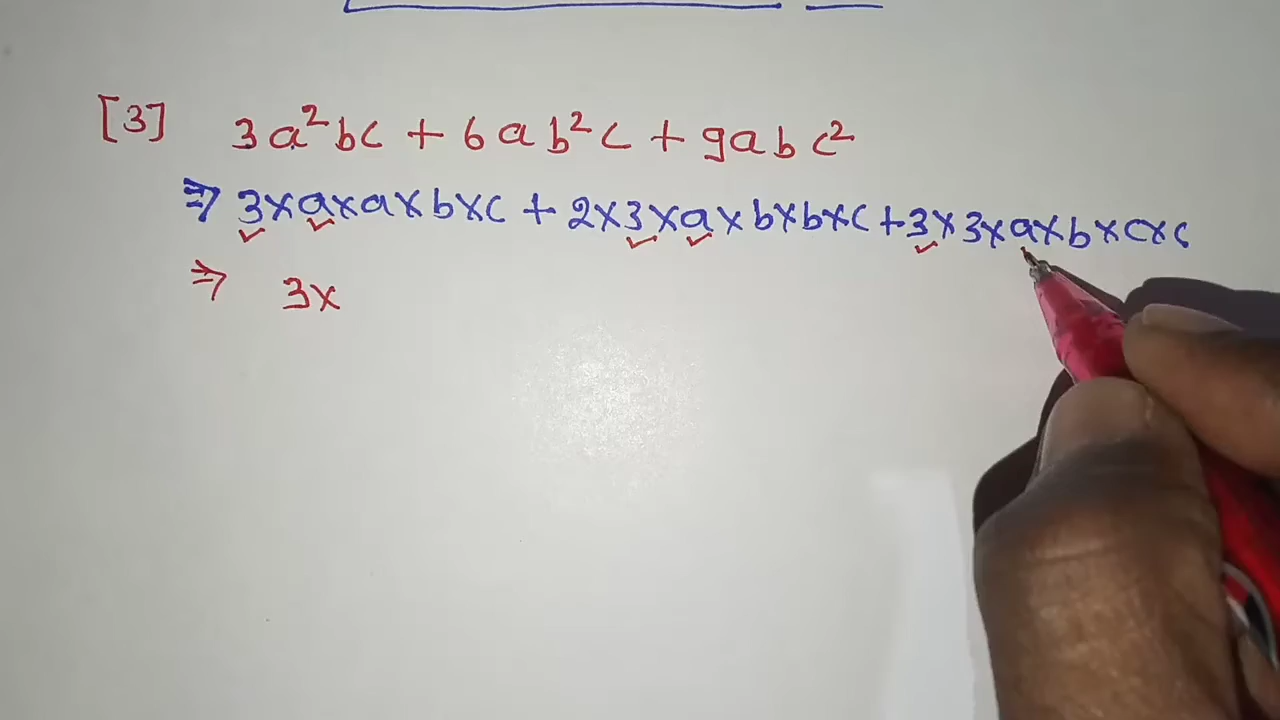 [3] 3a²bc + 6ab²c + 9abc²
⇒ 3×a×a×b×c + 2×3×a×b×b×c + 3×3×a×b×c×c
⇒ 3×